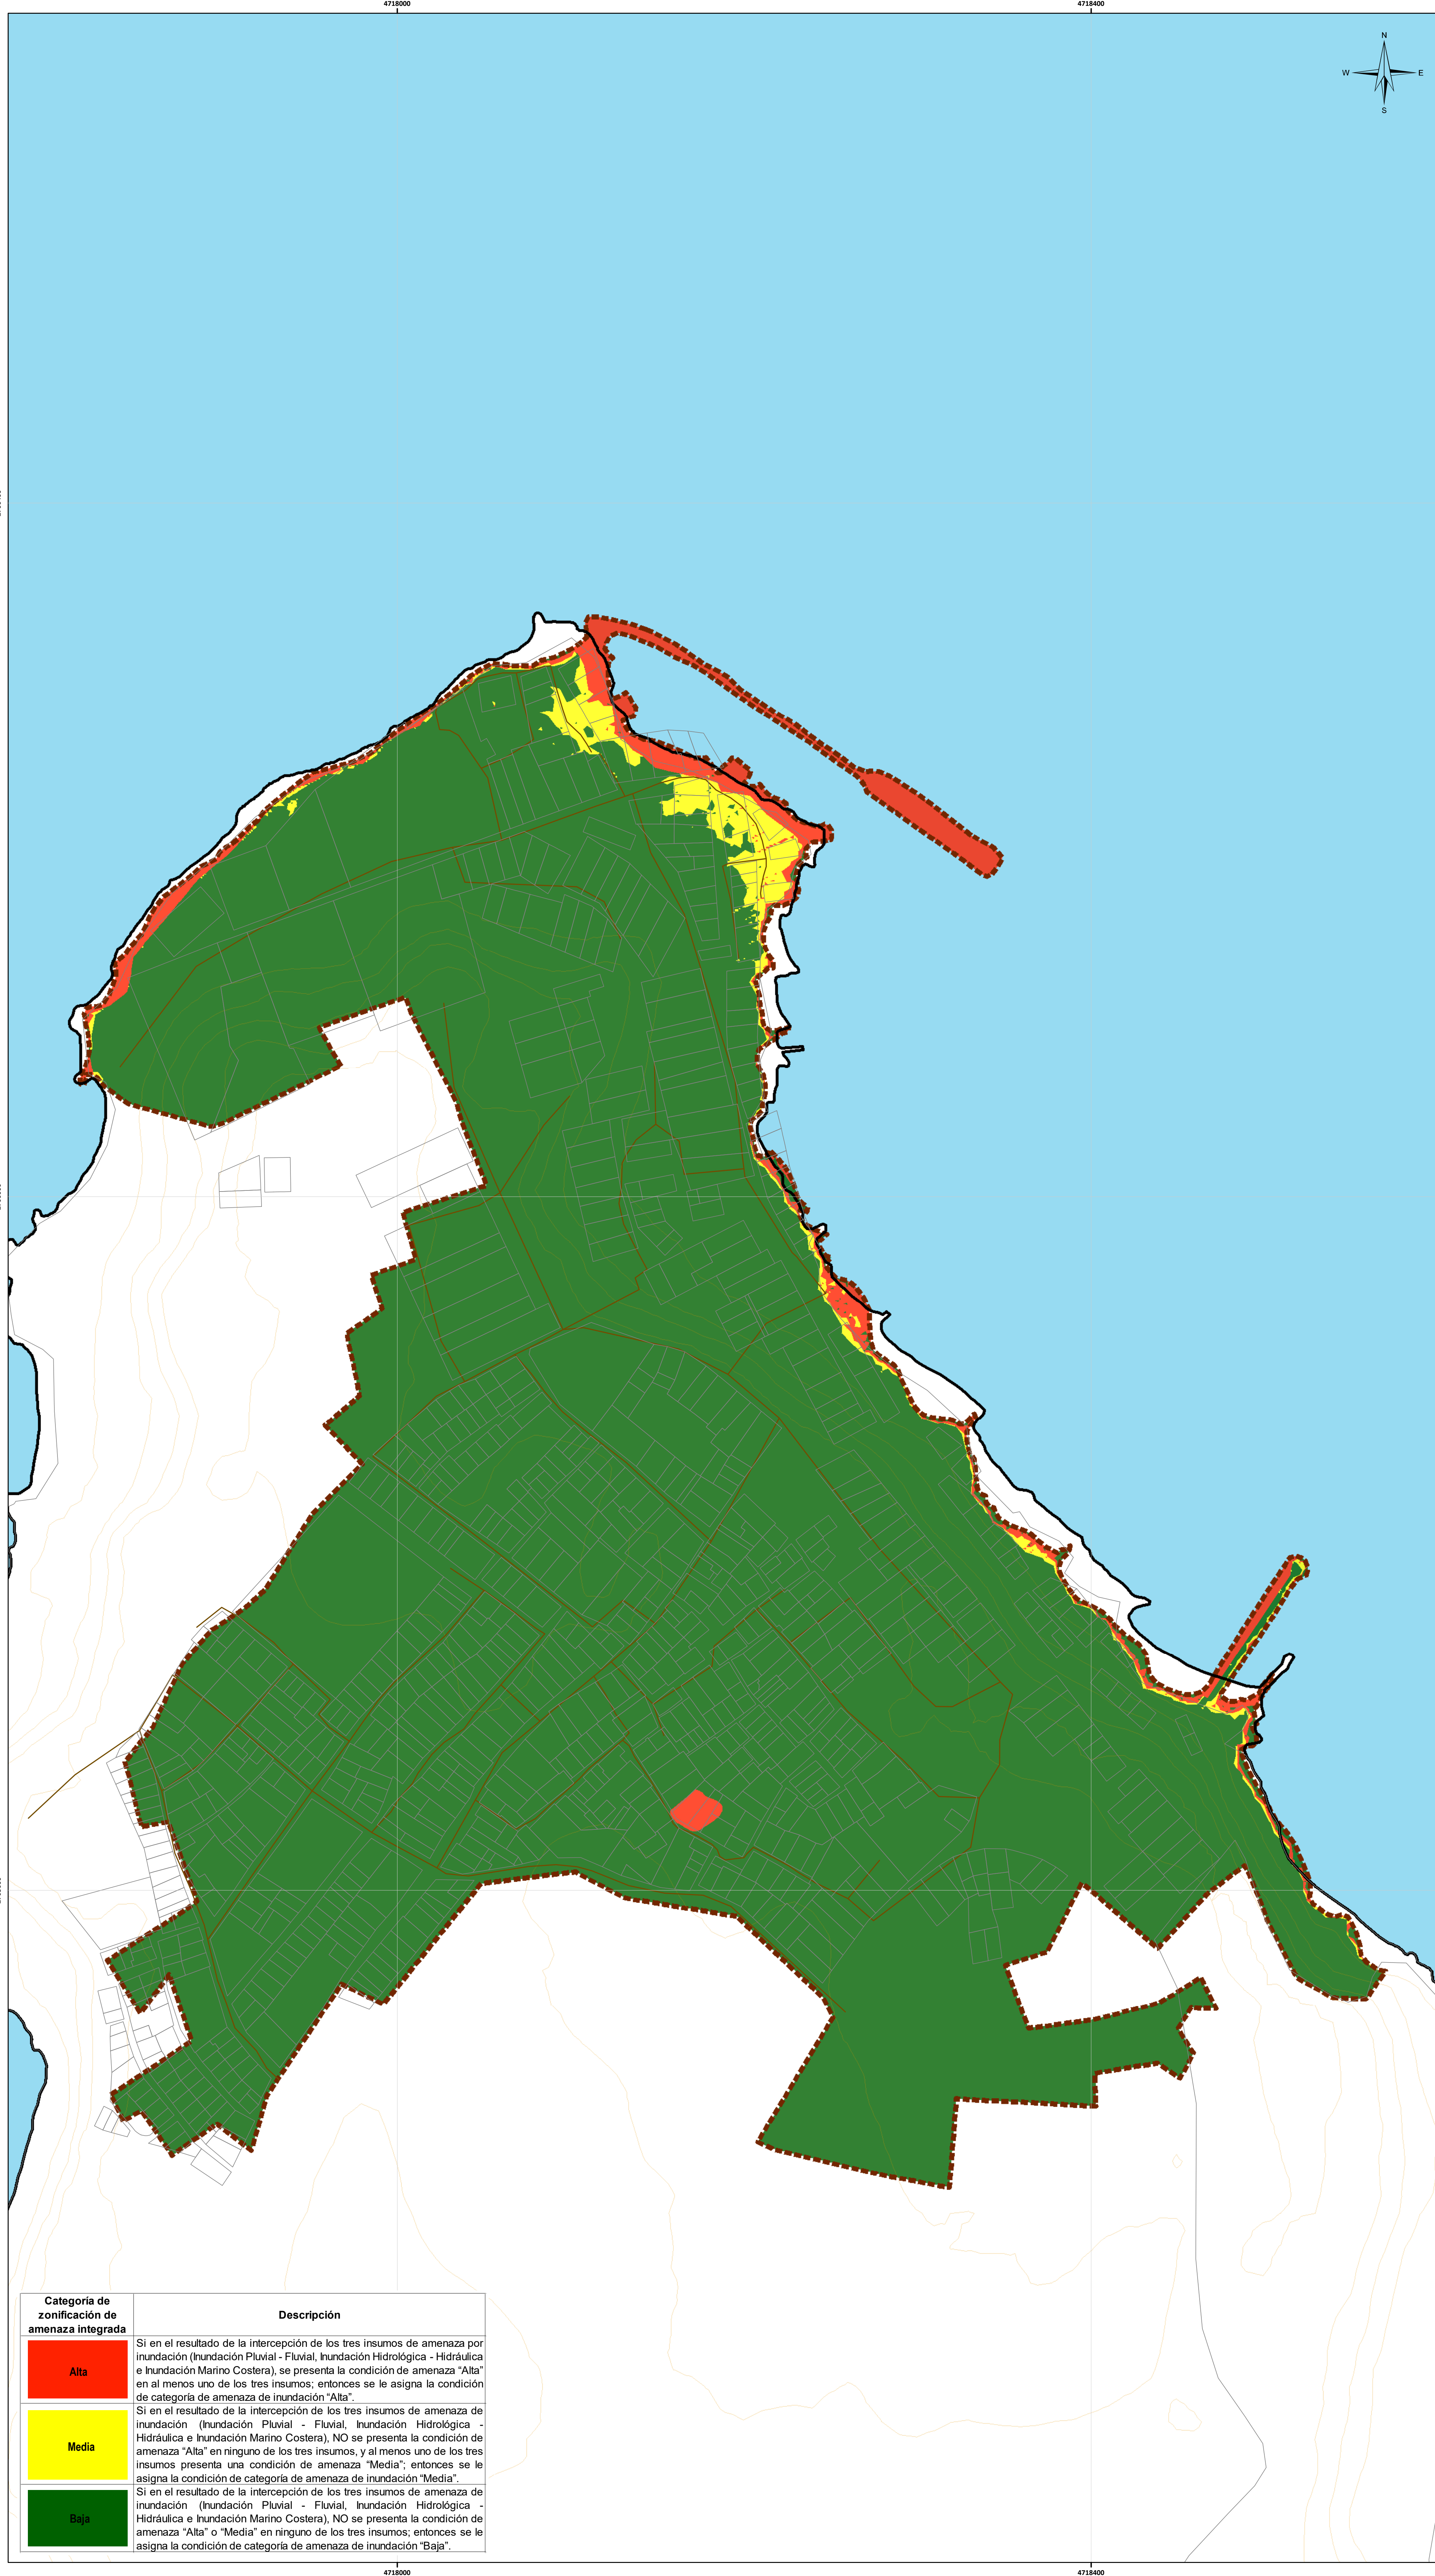 4718000
4718400
N
W
E
S
Categoría de
zonificación de
amenaza integrada
Descripción
Alta
Si en el resultado de la intercepción de los tres insumos de amenaza por
inundación (Inundación Pluvial - Fluvial, Inundación Hidrológica - Hidráulica
e Inundación Marino Costera), se presenta la condición de amenaza “Alta”
en al menos uno de los tres insumos; entonces se le asigna la condición
de categoría de amenaza de inundación “Alta”.
Media
Si en el resultado de la intercepción de los tres insumos de amenaza de
inundación (Inundación Pluvial - Fluvial, Inundación Hidrológica -
Hidráulica e Inundación Marino Costera), NO se presenta la condición de
amenaza “Alta” en ninguno de los tres insumos, y al menos uno de los tres
insumos presenta una condición de amenaza “Media”; entonces se le
asigna la condición de categoría de amenaza de inundación “Media”.
Baja
Si en el resultado de la intercepción de los tres insumos de amenaza de
inundación (Inundación Pluvial - Fluvial, Inundación Hidrológica -
Hidráulica e Inundación Marino Costera), NO se presenta la condición de
amenaza “Alta” o “Media” en ninguno de los tres insumos; entonces se le
asigna la condición de categoría de amenaza de inundación “Baja”.
4718000
4718400